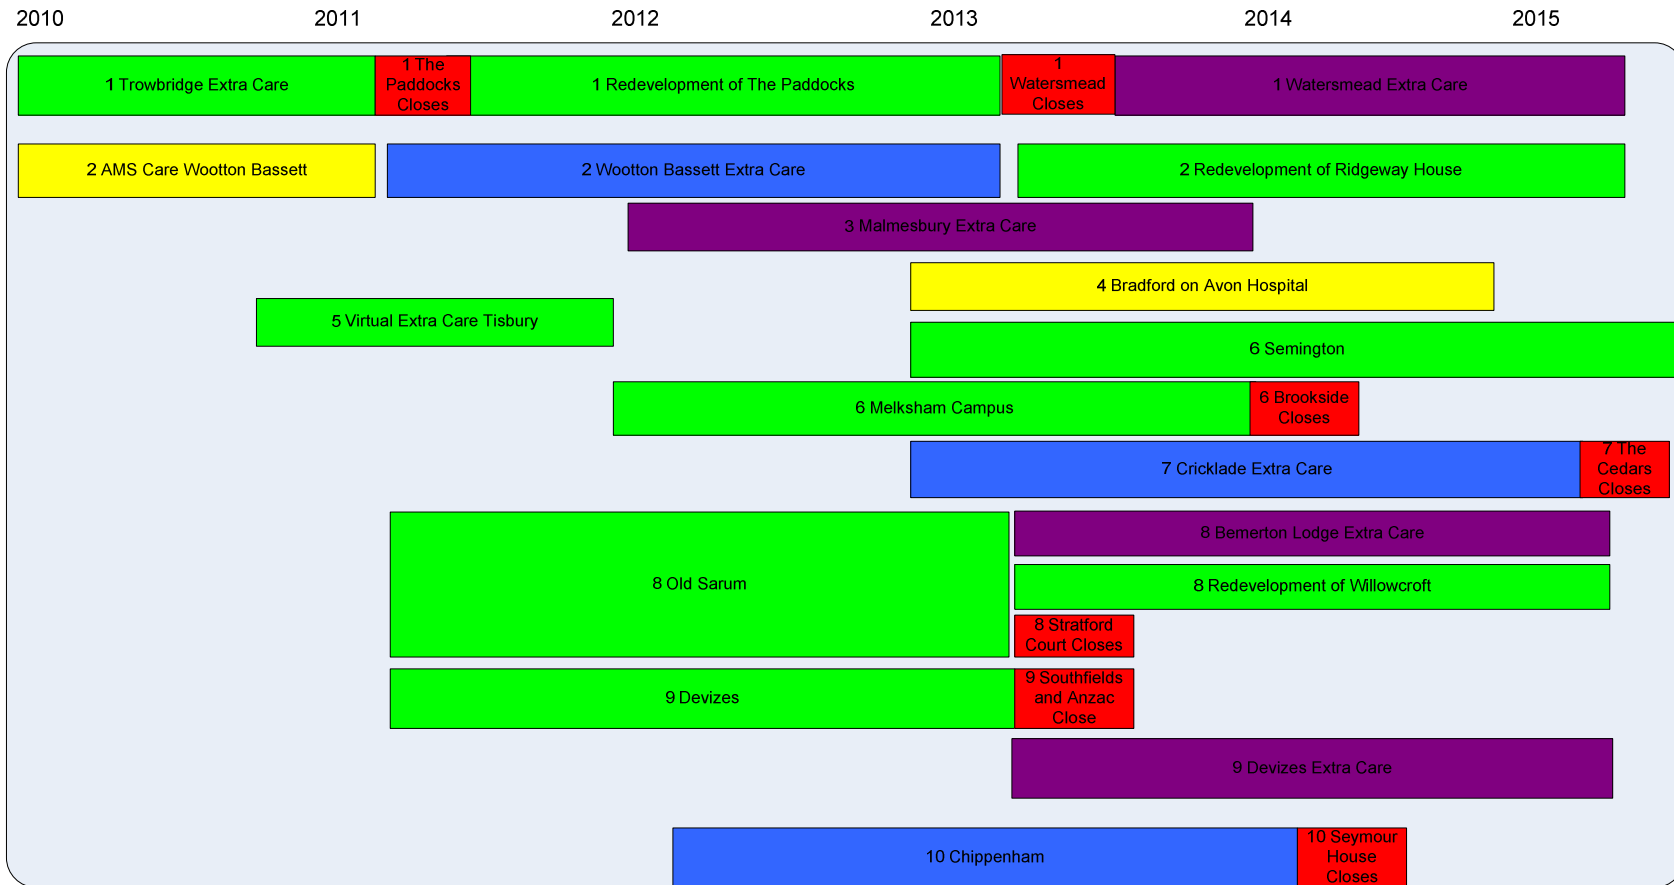 2010 2011 2012 2013 2014 2015
1 Trowbridge Extra Care
1 The
Paddocks
Closes
1 Redevelopment of The Paddocks
1
Watersmead
Closes
1 Watersmead Extra Care
2 AMS Care Wootton Bassett
2 Wootton Bassett Extra Care
2 Redevelopment of Ridgeway House
3 Malmesbury Extra Care
4 Bradford on Avon Hospital
5 Virtual Extra Care Tisbury
6 Semington
6 Melksham Campus
6 Brookside
Closes
7 Cricklade Extra Care
7 The
Cedars
Closes
8 Old Sarum
8 Bemerton Lodge Extra Care
8 Redevelopment of Willowcroft
8 Stratford
Court Closes
9 Devizes
9 Southfields
and Anzac
Close
9 Devizes Extra Care
10 Chippenham
10 Seymour
House
Closes